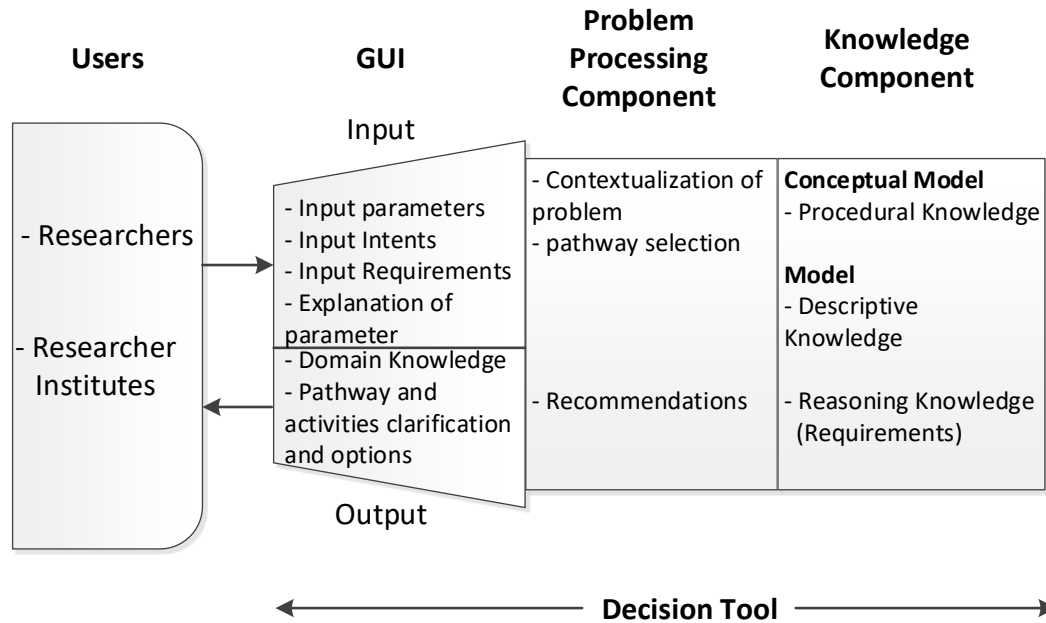 Users
GUI
Problem
Processing
Component
Knowledge
Component
- Researchers
- Researcher
Institutes
Input
- Input parameters
- Input Intents
- Input Requirements
- Explanation of
parameter
- Domain Knowledge
- Pathway and
activities clarification
and options
Output
- Contextualization of
problem
- pathway selection
- Recommendations
Conceptual Model
- Procedural Knowledge
Model
- Descriptive
Knowledge
- Reasoning Knowledge
(Requirements)
Decision Tool